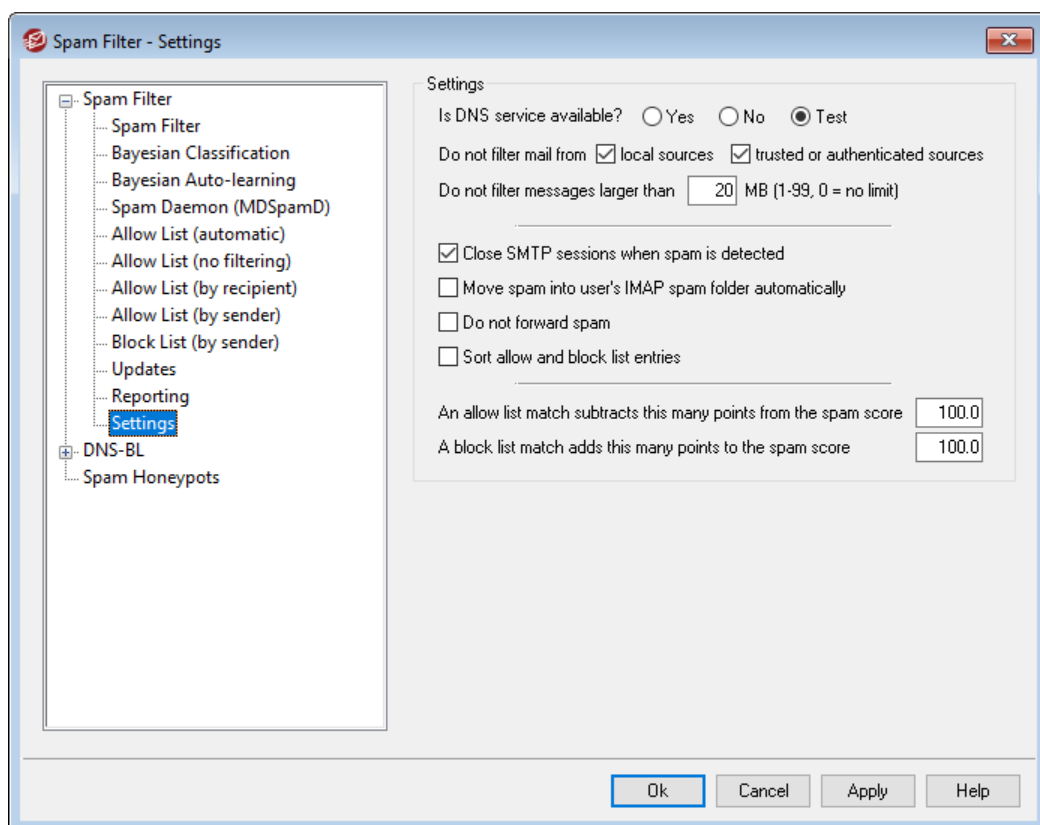 Spam Filter - Settings
Spam Filter
Spam Filter
Bayesian Classification
Bayesian Auto-learning
Spam Daemon (MDSpamD)
Allow List (automatic)
Allow List (no filtering)
Allow List (by recipient)
Allow List (by sender)
Block List (by sender)
Updates
Reporting
Settings
DNS-BL
Spam Honeypots
Settings
Is DNS service available? Yes No Test
Do not filter mail from local sources trusted or authenticated sources
Do not filter messages larger than 20 MB (1-99, 0 = no limit)
Close SMTP sessions when spam is detected
Move spam into user's IMAP spam folder automatically
Do not forward spam
Sort allow and block list entries
An allow list match subtracts this many points from the spam score 100.0
A block list match adds this many points to the spam score 100.0
Ok Cancel Apply Help